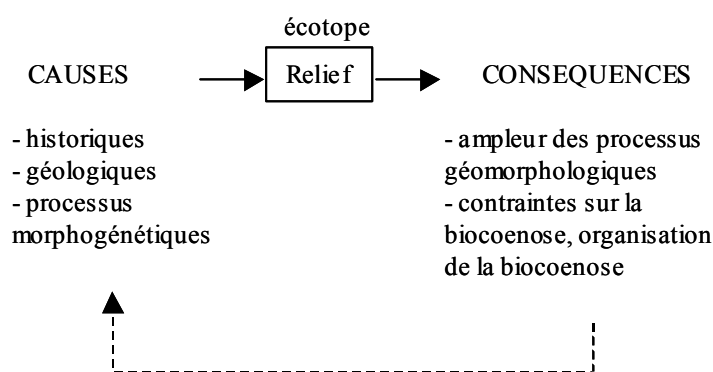 écotope
CAUSES
Relief
CONSEQUENCES
- historiques
- géologiques
- processus
morphogénétiques
- ampleur des processus
géomorphologiques
- contraintes sur la
biocoenose, organisation
de la biocoenose